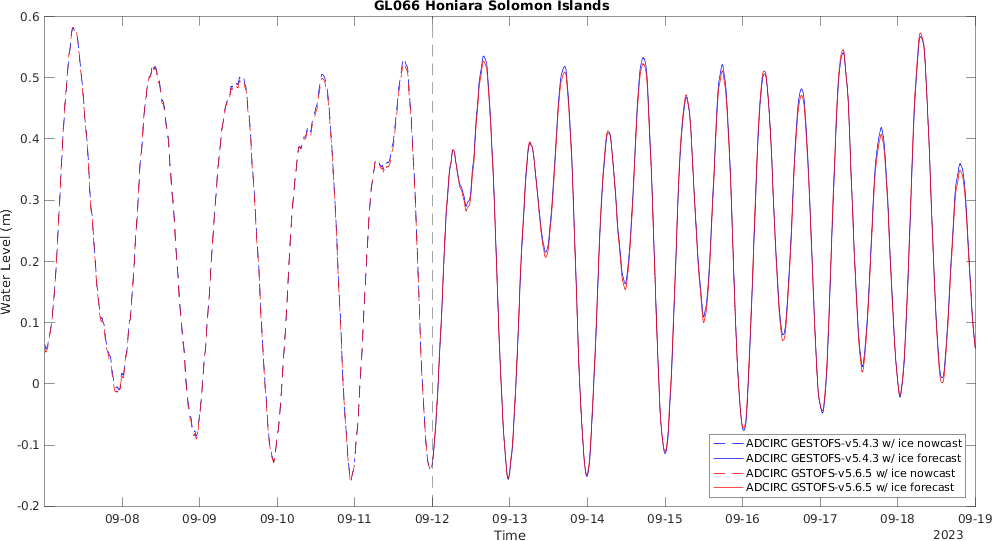 GL066 Honiara Solomon Islands
Water Level (m)
0.6
0.5
0.4
0.3
0.2
0.1
0
-0.1
-0.2
ADCIRC GESTOFS-v5.4.3 w/ ice nowcast
ADCIRC GESTOFS-v5.4.3 w/ ice forecast
ADCIRC GSTOFS-v5.6.5 w/ ice nowcast
ADCIRC GSTOFS-v5.6.5 w/ ice forecast
09-08 09-09 09-10 09-11 09-12 09-13 09-14 09-15 09-16 09-17 09-18 09-19
Time
2023